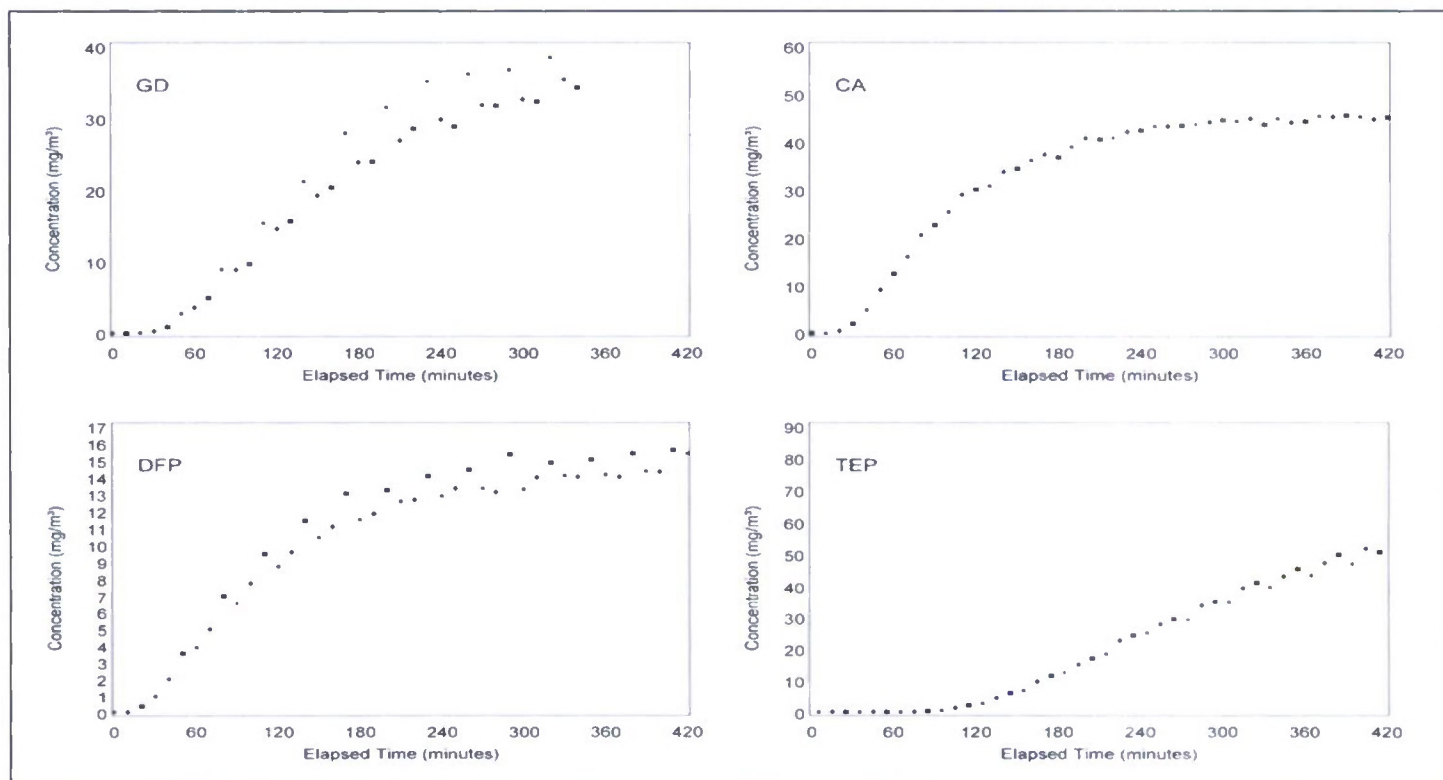 40
30
20
10
0
GD
Concentration (mg/m³)
0 60 120 180 240 300 360 420
Elapsed Time (minutes)
60
50
40
30
20
10
0
CA
Concentration (mg/m³)
0 60 120 180 240 300 360 420
Elapsed Time (minutes)
17
16
15
14
13
12
11
10
9
8
7
6
5
4
3
2
1
0
DFP
Concentration (mg/m³)
0 60 120 180 240 300 360 420
Elapsed Time (minutes)
90
80
70
60
50
40
30
20
10
0
TEP
Concentration (mg/m³)
0 60 120 180 240 300 360 420
Elapsed Time (minutes)